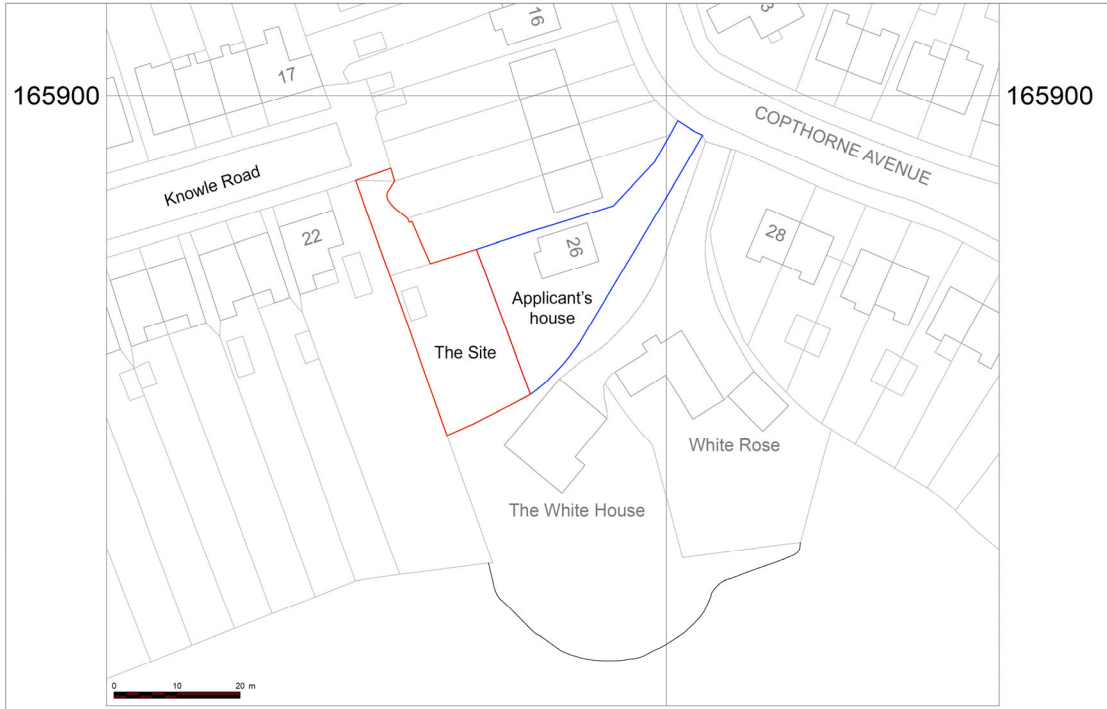 16
3
17
165900
165900
COPTHORNE AVENUE
Knowle Road
22
26
28
Applicant's
house
The Site
White Rose
The White House
0 10 20 m